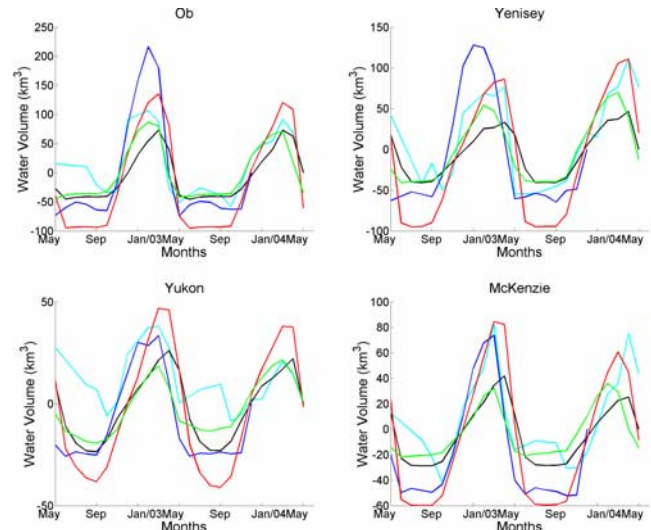 Ob
Water Volume (km³)
250
200
150
100
50
0
-50
-100
May
Sep
Jan/03May
Sep
Jan/04May
Months
Yenisey
Water Volume (km³)
150
100
50
0
-50
-100
May
Sep
Jan/03May
Sep
Jan/04May
Months
Yukon
Water Volume (km³)
50
0
-50
May
Sep
Jan/03May
Sep
Jan/04May
Months
McKenzie
Water Volume (km³)
100
80
60
40
20
0
-20
-40
-60
May
Sep
Jan/03May
Sep
Jan/04May
Months